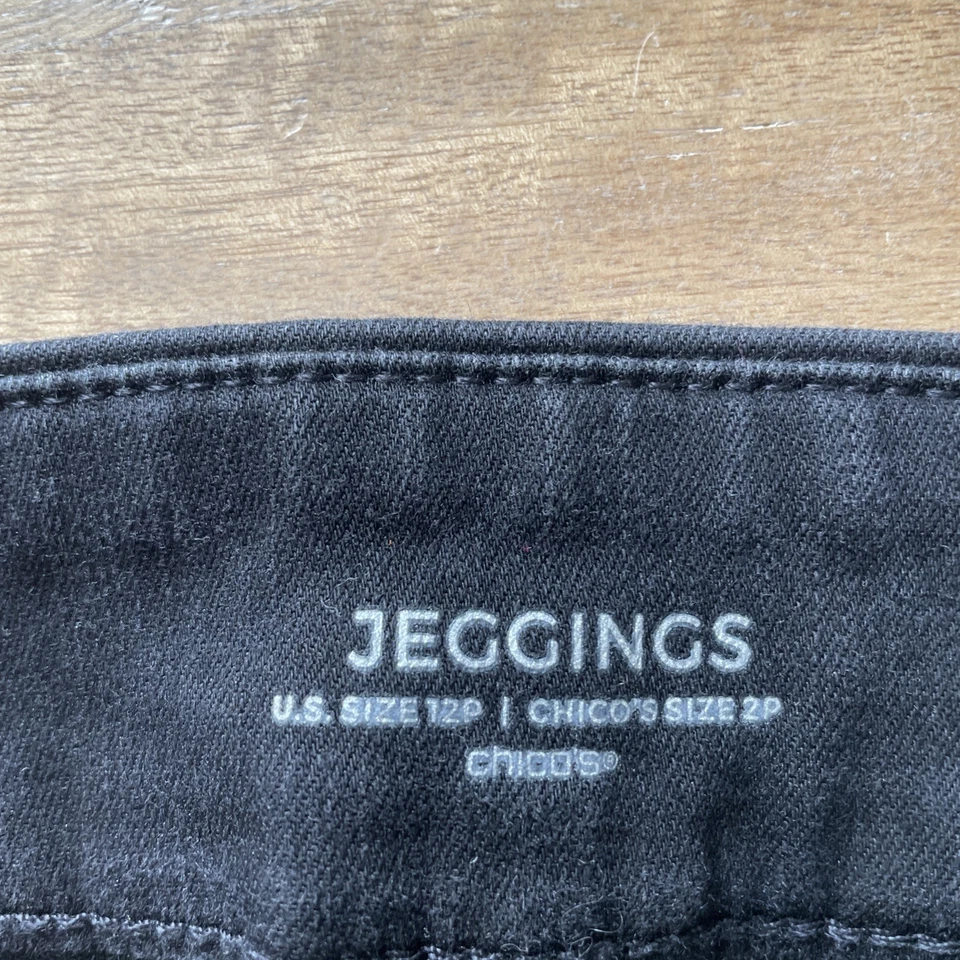 JEGGINGS
U.S. SIZE 12P | CHICO'S SIZE 2P
chico's®